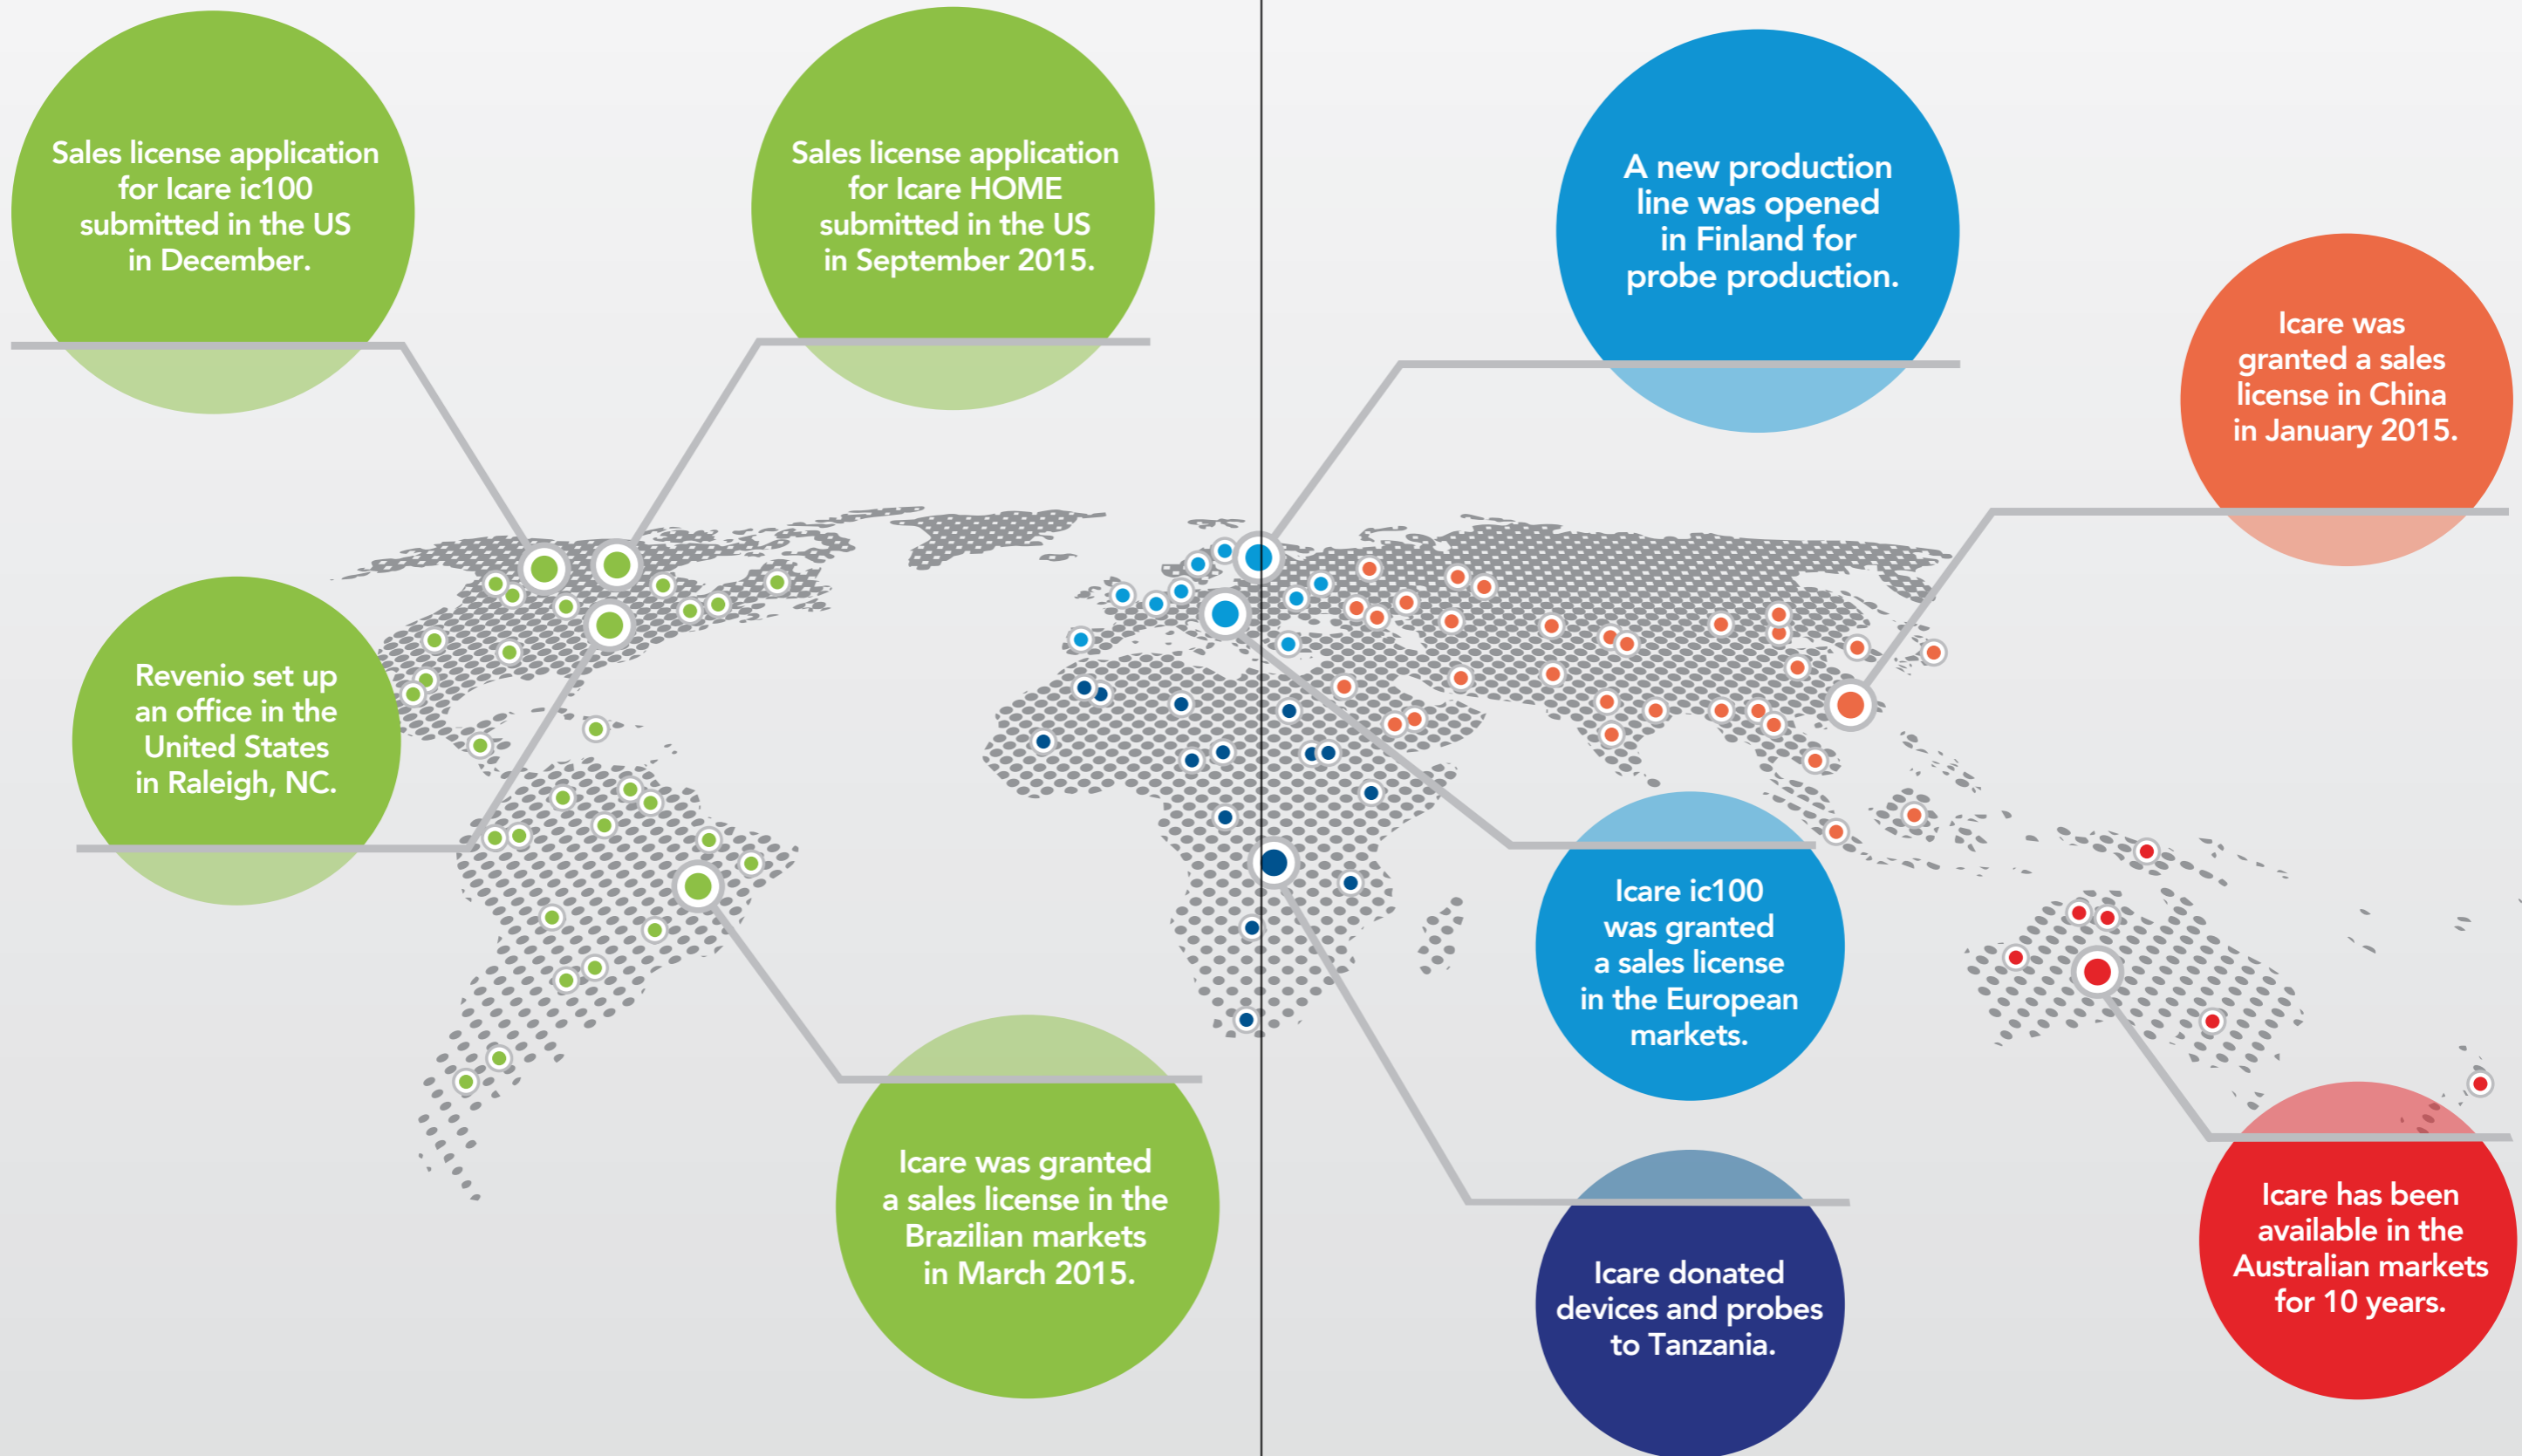 Sales license application
for Icare ic100
submitted in the US
in December.
Sales license application
for Icare HOME
submitted in the US
in September 2015.
A new production
line was opened
in Finland for
probe production.
Icare was
granted a sales
license in China
in January 2015.
Revenio set up
an office in the
United States
in Raleigh, NC.
Icare ic100
was granted
a sales license
in the European
markets.
Icare was granted
a sales license in the
Brazilian markets
in March 2015.
Icare donated
devices and probes
to Tanzania.
Icare has been
available in the
Australian markets
for 10 years.